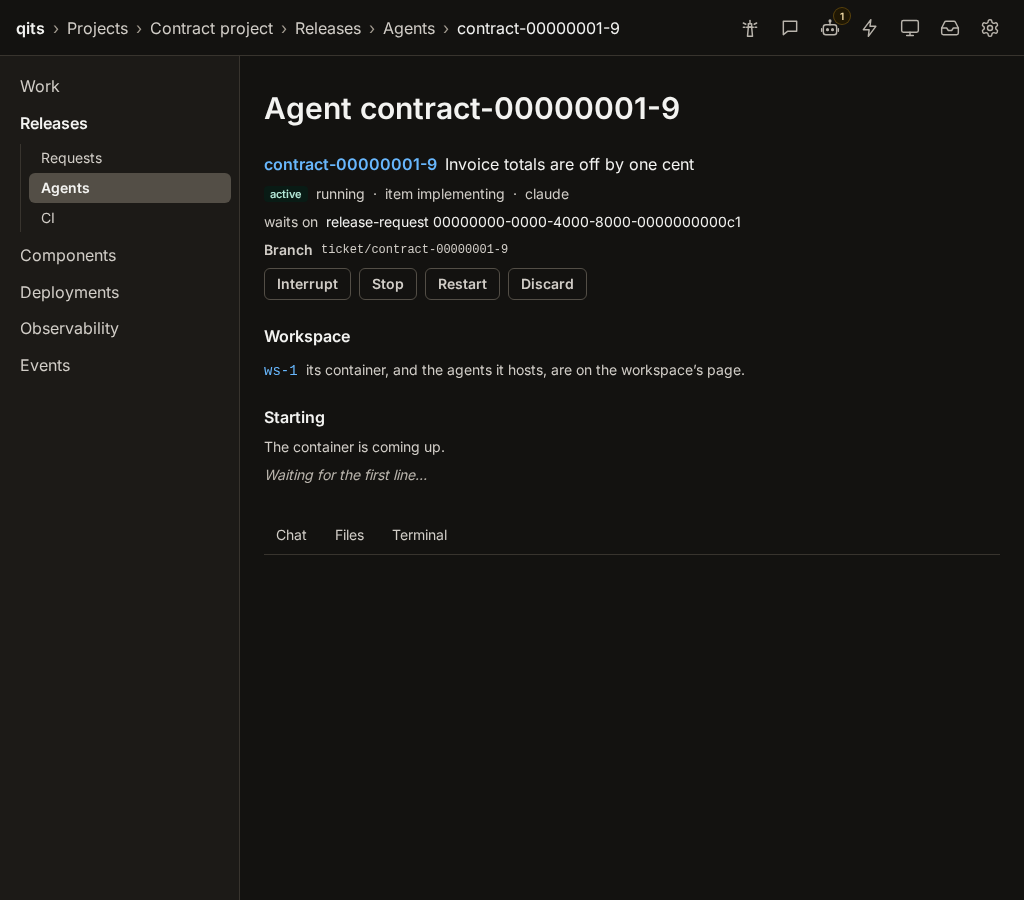 qits › Projects › Contract project › Releases › Agents › contract-00000001-9
1
Work
Releases
Requests
Agents
CI
Components
Deployments
Observability
Events
Agent contract-00000001-9
contract-00000001-9 Invoice totals are off by one cent
active running · item implementing · claude
waits on release-request 00000000-0000-4000-8000-0000000000c1
Branch ticket/contract-00000001-9
Interrupt Stop Restart Discard
Workspace
ws-1 its container, and the agents it hosts, are on the workspace’s page.
Starting
The container is coming up.
Waiting for the first line…
Chat Files Terminal